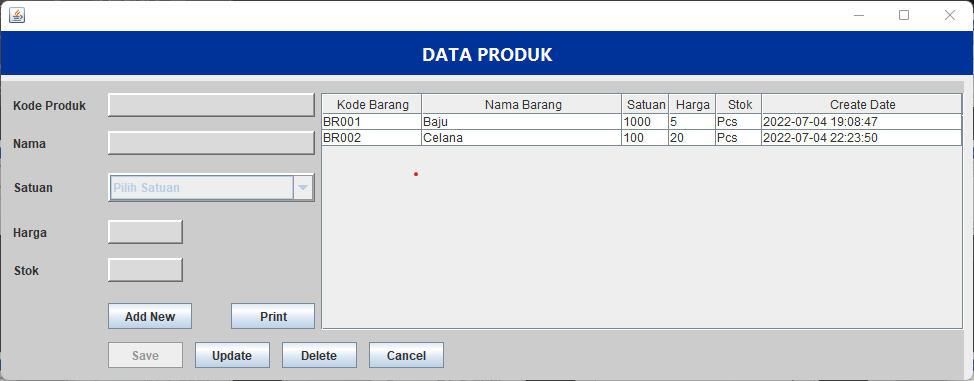 DATA PRODUK
Kode Produk
Nama
Satuan
Pilih Satuan
Harga
Stok
Add New Print
Save Update Delete Cancel
Kode Barang Nama Barang Satuan Harga Stok Create Date
BR001 Baju 1000 5 Pcs 2022-07-04 19:08:47
BR002 Celana 100 20 Pcs 2022-07-04 22:23:50